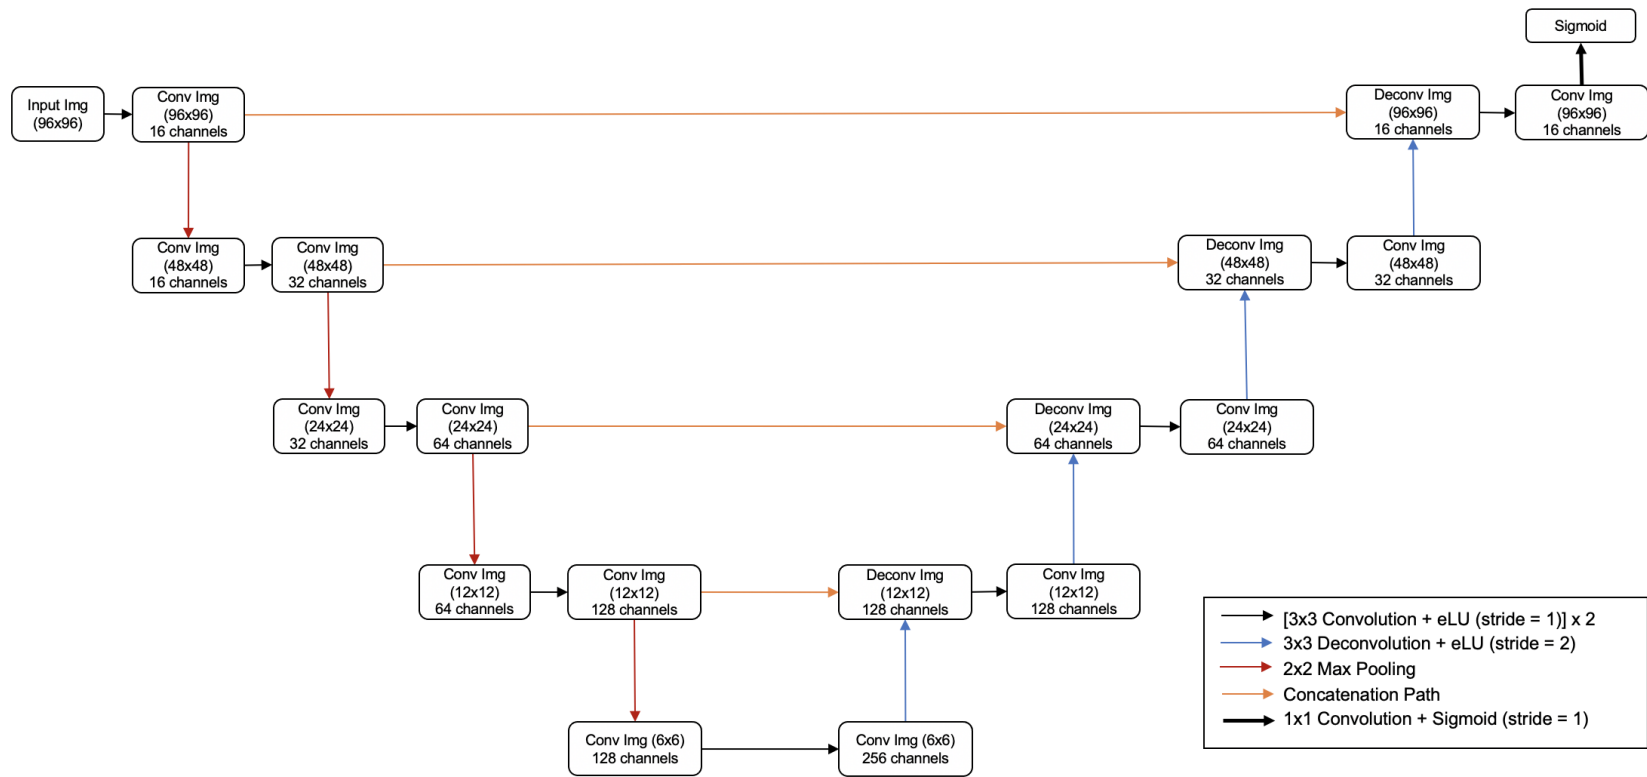 Sigmoid
Input Img
(96x96)
Conv Img
(96x96)
16 channels
Deconv Img
(96x96)
16 channels
Conv Img
(96x96)
16 channels
Conv Img
(48x48)
16 channels
Conv Img
(48x48)
32 channels
Deconv Img
(48x48)
32 channels
Conv Img
(48x48)
32 channels
Conv Img
(24x24)
32 channels
Conv Img
(24x24)
64 channels
Deconv Img
(24x24)
64 channels
Conv Img
(24x24)
64 channels
Conv Img
(12x12)
64 channels
Conv Img
(12x12)
128 channels
Deconv Img
(12x12)
128 channels
Conv Img
(12x12)
128 channels
Conv Img (6x6)
128 channels
Conv Img (6x6)
256 channels
[3x3 Convolution + eLU (stride = 1)] x 2
3x3 Deconvolution + eLU (stride = 2)
2x2 Max Pooling
Concatenation Path
1x1 Convolution + Sigmoid (stride = 1)